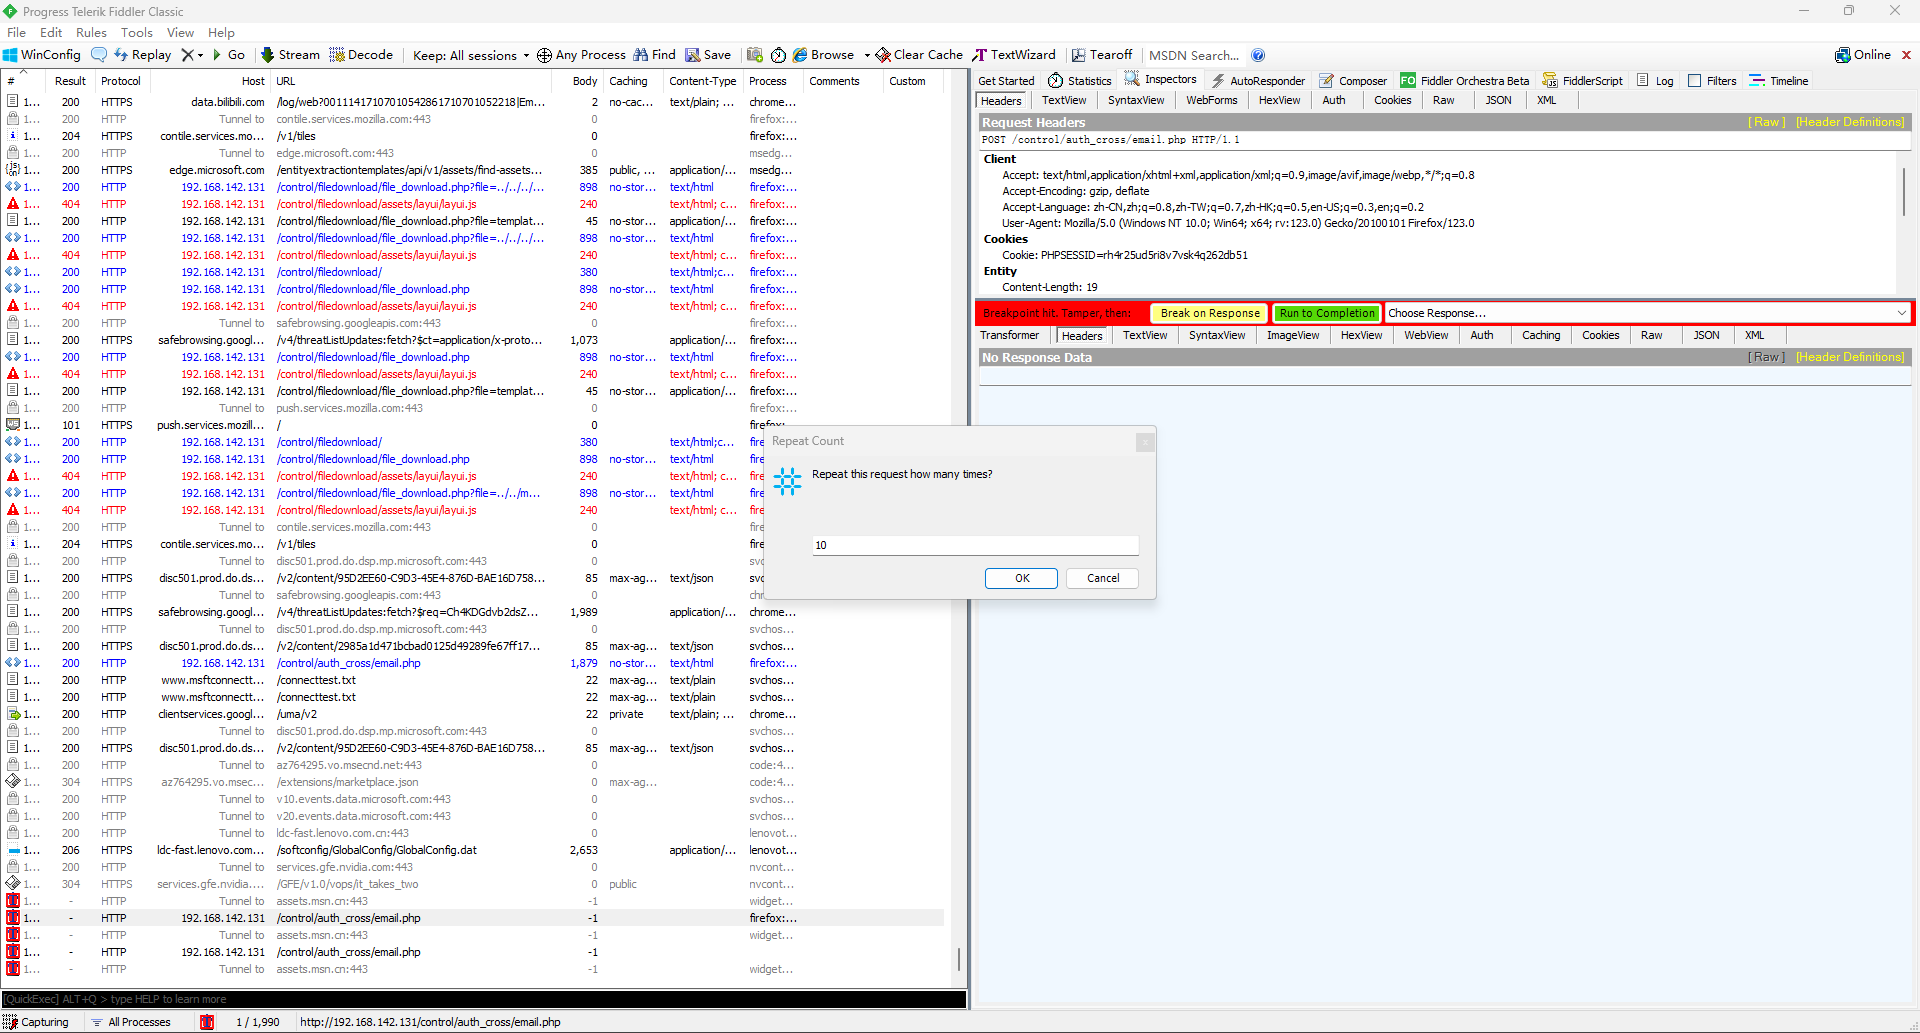 Progress Telerik Fiddler Classic
File Edit Rules Tools View Help
WinConfig Replay Go Stream Decode Keep: All sessions Any Process Find Save Browse Clear Cache TextWizard Tearoff MSDN Search... Online
# Result Protocol Host URL Body Caching Content-Type Process Comments Custom
1... 200 HTTPS data.bilibili.com /log/web?0011141710701054286171070105221​8|Em... 2 no-cac... text/plain; ... chrome...
1... 200 HTTP Tunnel to contile.services.mozilla.com:443 0 firefox:...
1... 204 HTTPS contile.services.mo... /v1/tiles 0 firefox:...
1... 200 HTTP Tunnel to edge.microsoft.com:443 0 msedg...
1... 200 HTTPS edge.microsoft.com /entityextractiontemplates/api/v1/assets/find-assets... 385 public, ... application/... msedg...
1... 200 HTTP 192.168.142.131 /control/filedownload/file_download.php?file=../../../... 898 no-stor... text/html firefox:...
1... 404 HTTP 192.168.142.131 /control/filedownload/assets/layui/layui.js 240 text/html; c... firefox:...
1... 200 HTTP 192.168.142.131 /control/filedownload/file_download.php?file=templat... 45 no-stor... application/... firefox:...
1... 200 HTTP 192.168.142.131 /control/filedownload/file_download.php?file=../../../... 898 no-stor... text/html firefox:...
1... 404 HTTP 192.168.142.131 /control/filedownload/assets/layui/layui.js 240 text/html; c... firefox:...
1... 200 HTTP 192.168.142.131 /control/filedownload/ 380 text/html;c... firefox:...
1... 200 HTTP 192.168.142.131 /control/filedownload/file_download.php 898 no-stor... text/html firefox:...
1... 404 HTTP 192.168.142.131 /control/filedownload/assets/layui/layui.js 240 text/html; c... firefox:...
1... 200 HTTP Tunnel to safebrowsing.googleapis.com:443 0 firefox:...
1... 200 HTTPS safebrowsing.googl... /v4/threatListUpdates:fetch?$ct=application/x-proto... 1,073 application/... firefox:...
1... 200 HTTP 192.168.142.131 /control/filedownload/file_download.php 898 no-stor... text/html firefox:...
1... 404 HTTP 192.168.142.131 /control/filedownload/assets/layui/layui.js 240 text/html; c... firefox:...
1... 200 HTTP 192.168.142.131 /control/filedownload/file_download.php?file=templat... 45 no-stor... application/... firefox:...
1... 200 HTTP Tunnel to push.services.mozilla.com:443 0 firefox:...
1... 101 HTTPS push.services.mozill... / 0 firefox:...
1... 200 HTTP 192.168.142.131 /control/filedownload/ 380 text/html;c... fire
1... 200 HTTP 192.168.142.131 /control/filedownload/file_download.php 898 no-stor... text/html fire
1... 404 HTTP 192.168.142.131 /control/filedownload/assets/layui/layui.js 240 text/html; c... fire
1... 200 HTTP 192.168.142.131 /control/filedownload/file_download.php?file=../../m... 898 no-stor... text/html fire
1... 404 HTTP 192.168.142.131 /control/filedownload/assets/layui/layui.js 240 text/html; c... fire
1... 200 HTTP Tunnel to contile.services.mozilla.com:443 0 fire
1... 204 HTTPS contile.services.mo... /v1/tiles 0 fire
1... 200 HTTP Tunnel to disc501.prod.do.dsp.mp.microsoft.com:443 0 svc
1... 200 HTTPS disc501.prod.do.ds... /v2/content/95D2EE60-C9D3-45E4-876D-BAE16D758... 85 max-ag... text/json svc
1... 200 HTTP Tunnel to safebrowsing.googleapis.com:443 0 chr
1... 200 HTTPS safebrowsing.googl... /v4/threatListUpdates:fetch?$req=Ch4KDGdvb2dsZ... 1,989 application/... chrome...
1... 200 HTTP Tunnel to disc501.prod.do.dsp.mp.microsoft.com:443 0 svchos...
1... 200 HTTPS disc501.prod.do.ds... /v2/content/2985a1d471bcbad0125d49289fe67ff17... 85 max-ag... text/json svchos...
1... 200 HTTP 192.168.142.131 /control/auth_cross/email.php 1,879 no-stor... text/html firefox:...
1... 200 HTTP www.msftconnectt... /connecttest.txt 22 max-ag... text/plain svchos...
1... 200 HTTP www.msftconnectt... /connecttest.txt 22 max-ag... text/plain svchos...
1... 200 HTTP clientservices.googl... /uma/v2 22 private text/plain; ... chrome...
1... 200 HTTP Tunnel to disc501.prod.do.dsp.mp.microsoft.com:443 0 svchos...
1... 200 HTTPS disc501.prod.do.ds... /v2/content/95D2EE60-C9D3-45E4-876D-BAE16D758... 85 max-ag... text/json svchos...
1... 200 HTTP Tunnel to az764295.vo.msecnd.net:443 0 code:4...
1... 304 HTTPS az764295.vo.msec... /extensions/marketplace.json 0 max-ag... code:4...
1... 200 HTTP Tunnel to v10.events.data.microsoft.com:443 0 svchos...
1... 200 HTTP Tunnel to v20.events.data.microsoft.com:443 0 svchos...
1... 200 HTTP Tunnel to ldc-fast.lenovo.com.cn:443 0 lenovot...
1... 206 HTTPS ldc-fast.lenovo.com... /softconfig/GlobalConfig/GlobalConfig.dat 2,653 application/... lenovot...
1... 200 HTTP Tunnel to services.gfe.nvidia.com:443 0 nvcont...
1... 304 HTTPS services.gfe.nvidia.... /GFE/v1.0/vops/it_takes_two 0 public nvcont...
1... - HTTP Tunnel to assets.msn.cn:443 -1 widget...
1... - HTTP 192.168.142.131 /control/auth_cross/email.php -1 firefox:...
1... - HTTP Tunnel to assets.msn.cn:443 -1 widget...
1... - HTTP 192.168.142.131 /control/auth_cross/email.php -1
1... - HTTP Tunnel to assets.msn.cn:443 -1 widget...
[QuickExec] ALT+Q > type HELP to learn more
Capturing All Processes 1 / 1,990 http://192.168.142.131/control/auth_cross/email.php
Get Started Statistics Inspectors AutoResponder Composer FO Fiddler Orchestra Beta FiddlerScript Log Filters Timeline
Headers TextView SyntaxView WebForms HexView Auth Cookies Raw JSON XML
Request Headers [ Raw ] [Header Definitions]
POST /control/auth_cross/email.php HTTP/1.1
Client
Accept: text/html,application/xhtml+xml,application/xml;q=0.9,image/avif,image/webp,*/*;q=0.8
Accept-Encoding: gzip, deflate
Accept-Language: zh-CN,zh;q=0.8,zh-TW;q=0.7,zh-HK;q=0.5,en-US;q=0.3,en;q=0.2
User-Agent: Mozilla/5.0 (Windows NT 10.0; Win64; x64; rv:123.0) Gecko/20100101 Firefox/123.0
Cookies
Cookie: PHPSESSID=rh4r25ud5ri8v7vsk4q262db51
Entity
Content-Length: 19
Breakpoint hit. Tamper, then: Break on Response Run to Completion Choose Response...
Transformer Headers TextView SyntaxView ImageView HexView WebView Auth Caching Cookies Raw JSON XML
No Response Data [ Raw ] [Header Definitions]
Repeat Count
Repeat this request how many times?
10
OK Cancel